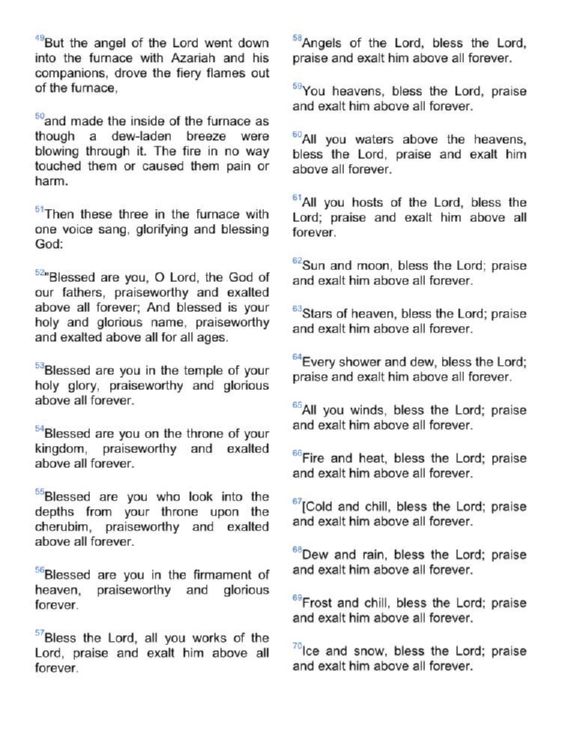 49But the angel of the Lord went down
into the furnace with Azariah and his
companions, drove the fiery flames out
of the furnace,
50and made the inside of the furnace as
though a dew-laden breeze were
blowing through it. The fire in no way
touched them or caused them pain or
harm.
51Then these three in the furnace with
one voice sang, glorifying and blessing
God:
52"Blessed are you, O Lord, the God of
our fathers, praiseworthy and exalted
above all forever; And blessed is your
holy and glorious name, praiseworthy
and exalted above all for all ages.
53Blessed are you in the temple of your
holy glory, praiseworthy and glorious
above all forever.
54Blessed are you on the throne of your
kingdom, praiseworthy and exalted
above all forever.
55Blessed are you who look into the
depths from your throne upon the
cherubim, praiseworthy and exalted
above all forever.
56Blessed are you in the firmament of
heaven, praiseworthy and glorious
forever.
57Bless the Lord, all you works of the
Lord, praise and exalt him above all
forever.
58Angels of the Lord, bless the Lord,
praise and exalt him above all forever.
59You heavens, bless the Lord, praise
and exalt him above all forever.
60All you waters above the heavens,
bless the Lord, praise and exalt him
above all forever.
61All you hosts of the Lord, bless the
Lord; praise and exalt him above all
forever.
62Sun and moon, bless the Lord; praise
and exalt him above all forever.
63Stars of heaven, bless the Lord; praise
and exalt him above all forever.
64Every shower and dew, bless the Lord;
praise and exalt him above all forever.
65All you winds, bless the Lord; praise
and exalt him above all forever.
66Fire and heat, bless the Lord; praise
and exalt him above all forever.
67[Cold and chill, bless the Lord; praise
and exalt him above all forever.
68Dew and rain, bless the Lord; praise
and exalt him above all forever.
69Frost and chill, bless the Lord; praise
and exalt him above all forever.
70Ice and snow, bless the Lord; praise
and exalt him above all forever.